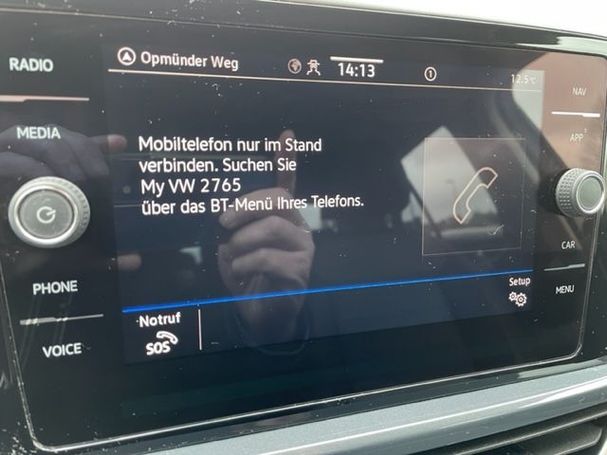 RADIO
MEDIA
PHONE
VOICE
Opmünder Weg
14:13
1
12.5°C
Mobiltelefon nur im Stand
verbinden. Suchen Sie
My VW 2765
über das BT-Menü Ihres Telefons.
Notruf
SOS
Setup
NAV
APP
CAR
MENU